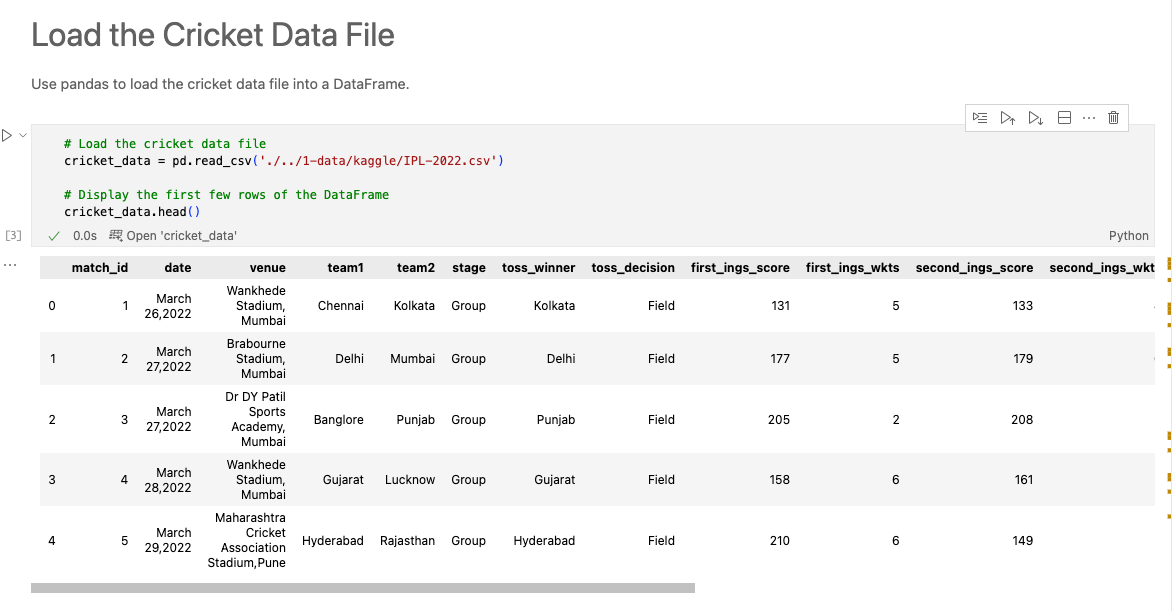 Load the Cricket Data File
Use pandas to load the cricket data file into a DataFrame.
# Load the cricket data file
cricket_data = pd.read_csv('./../1-data/kaggle/IPL-2022.csv')
# Display the first few rows of the DataFrame
cricket_data.head()
[3] 0.0s Open 'cricket_data' Python
... match_id date venue team1 team2 stage toss_winner toss_decision first_ings_score first_ings_wkts second_ings_score second_ings_wkt
0 1 March 26,2022 Wankhede Stadium, Mumbai Chennai Kolkata Group Kolkata Field 131 5 133
1 2 March 27,2022 Brabourne Stadium, Mumbai Delhi Mumbai Group Delhi Field 177 5 179
2 3 March 27,2022 Dr DY Patil Sports Academy, Mumbai Banglore Punjab Group Punjab Field 205 2 208
3 4 March 28,2022 Wankhede Stadium, Mumbai Gujarat Lucknow Group Gujarat Field 158 6 161
4 5 March 29,2022 Maharashtra Cricket Association Stadium,Pune Hyderabad Rajasthan Group Hyderabad Field 210 6 149